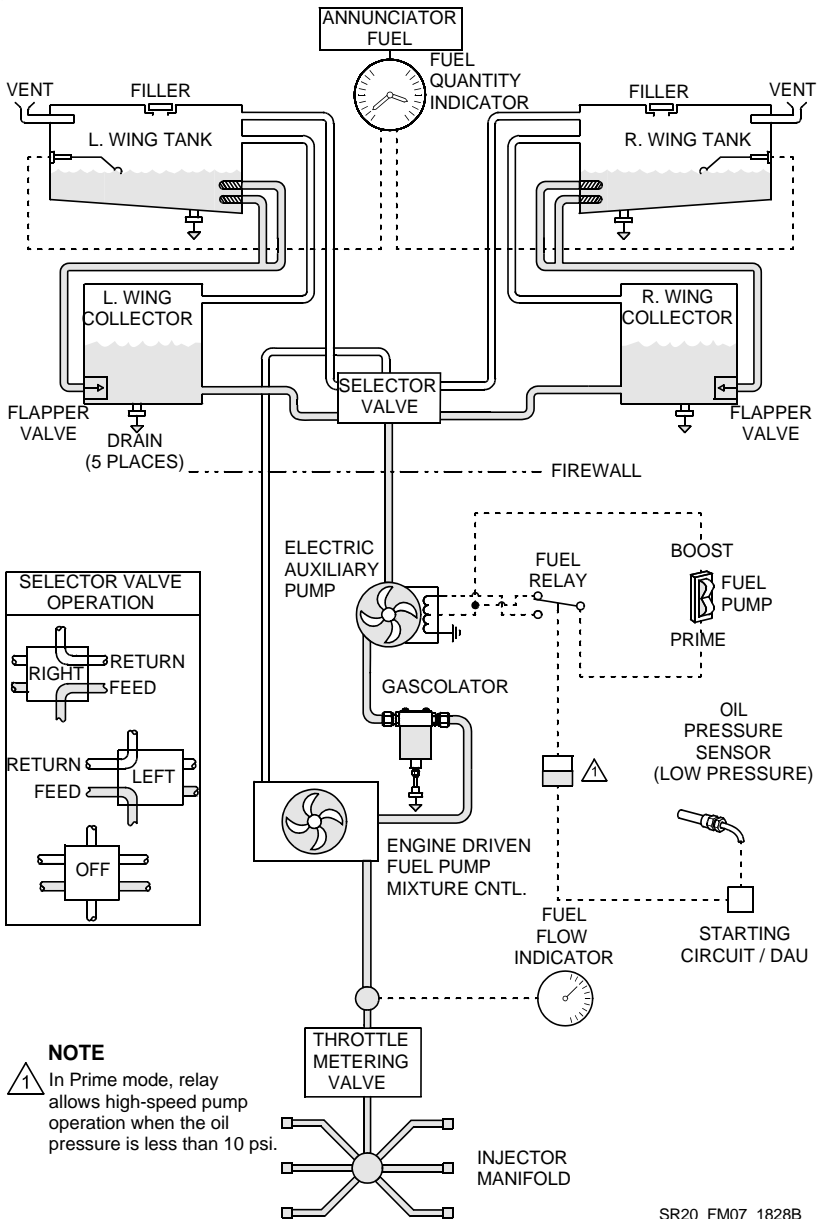 ANNUNCIATOR
FUEL
FUEL
QUANTITY
INDICATOR
VENT
FILLER
FILLER
VENT
L. WING TANK
R. WING TANK
L. WING
COLLECTOR
R. WING
COLLECTOR
SELECTOR
VALVE
FLAPPER
VALVE
DRAIN
(5 PLACES)
FLAPPER
VALVE
FIREWALL
ELECTRIC
AUXILIARY
PUMP
FUEL
RELAY
BOOST
FUEL
PUMP
PRIME
SELECTOR VALVE
OPERATION
RIGHT
RETURN
FEED
RETURN
FEED
LEFT
OFF
GASCOLATOR
OIL
PRESSURE
SENSOR
(LOW PRESSURE)
1
ENGINE DRIVEN
FUEL PUMP
MIXTURE CNTL.
FUEL
FLOW
INDICATOR
STARTING
CIRCUIT / DAU
THROTTLE
METERING
VALVE
NOTE
1
In Prime mode, relay
allows high-speed pump
operation when the oil
pressure is less than 10 psi.
INJECTOR
MANIFOLD
SR20_FM07_1828B